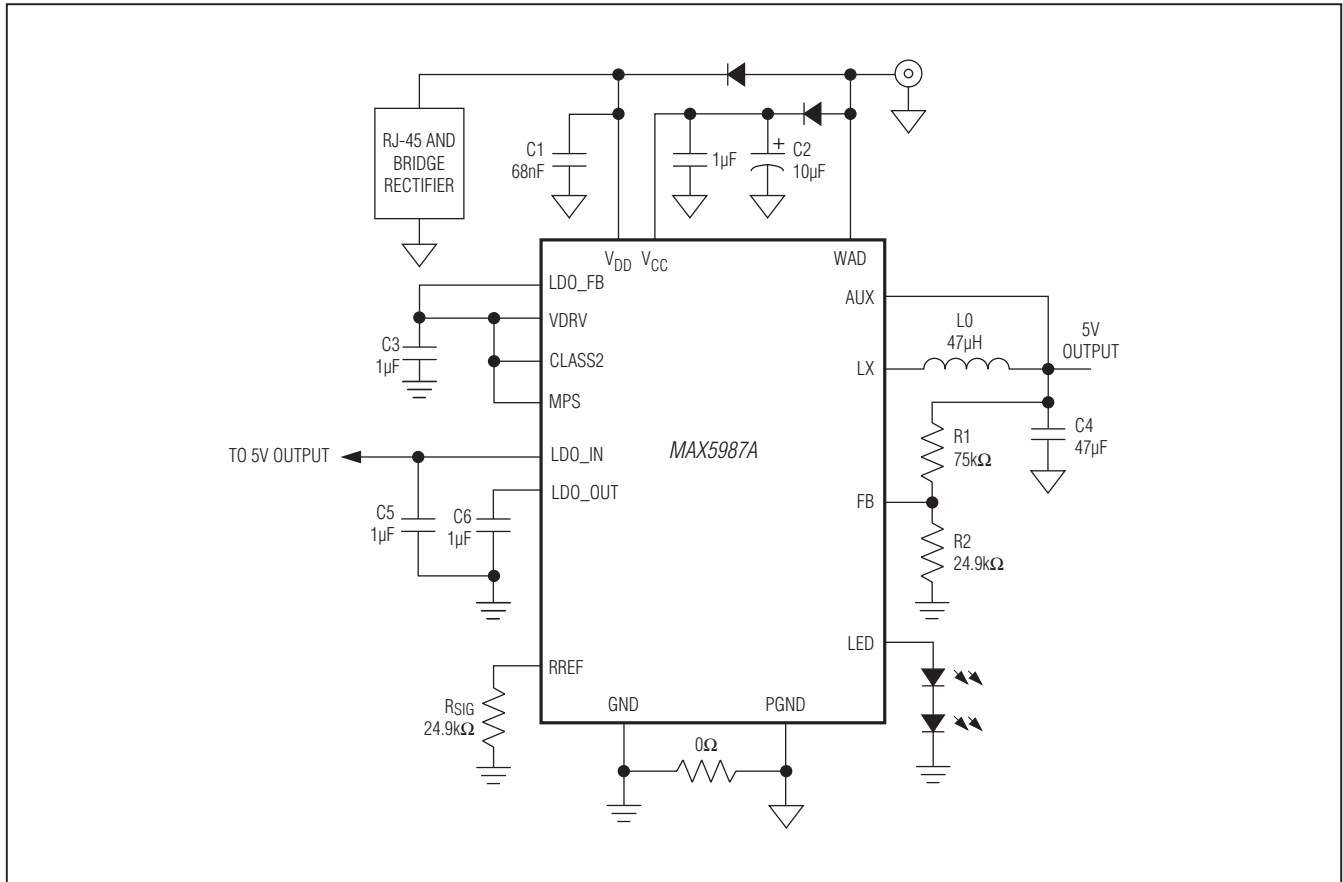 RJ-45 AND
BRIDGE
RECTIFIER
C1
68nF
1µF
+
C2
10µF
VDD
VCC
WAD
LDO_FB
VDRV
CLASS2
MPS
C3
1µF
TO 5V OUTPUT
LDO_IN
LDO_OUT
C5
1µF
C6
1µF
RREF
RSIG
24.9kΩ
MAX5987A
AUX
LX
L0
47µH
5V
OUTPUT
R1
75kΩ
C4
47µF
FB
R2
24.9kΩ
LED
GND
PGND
0Ω